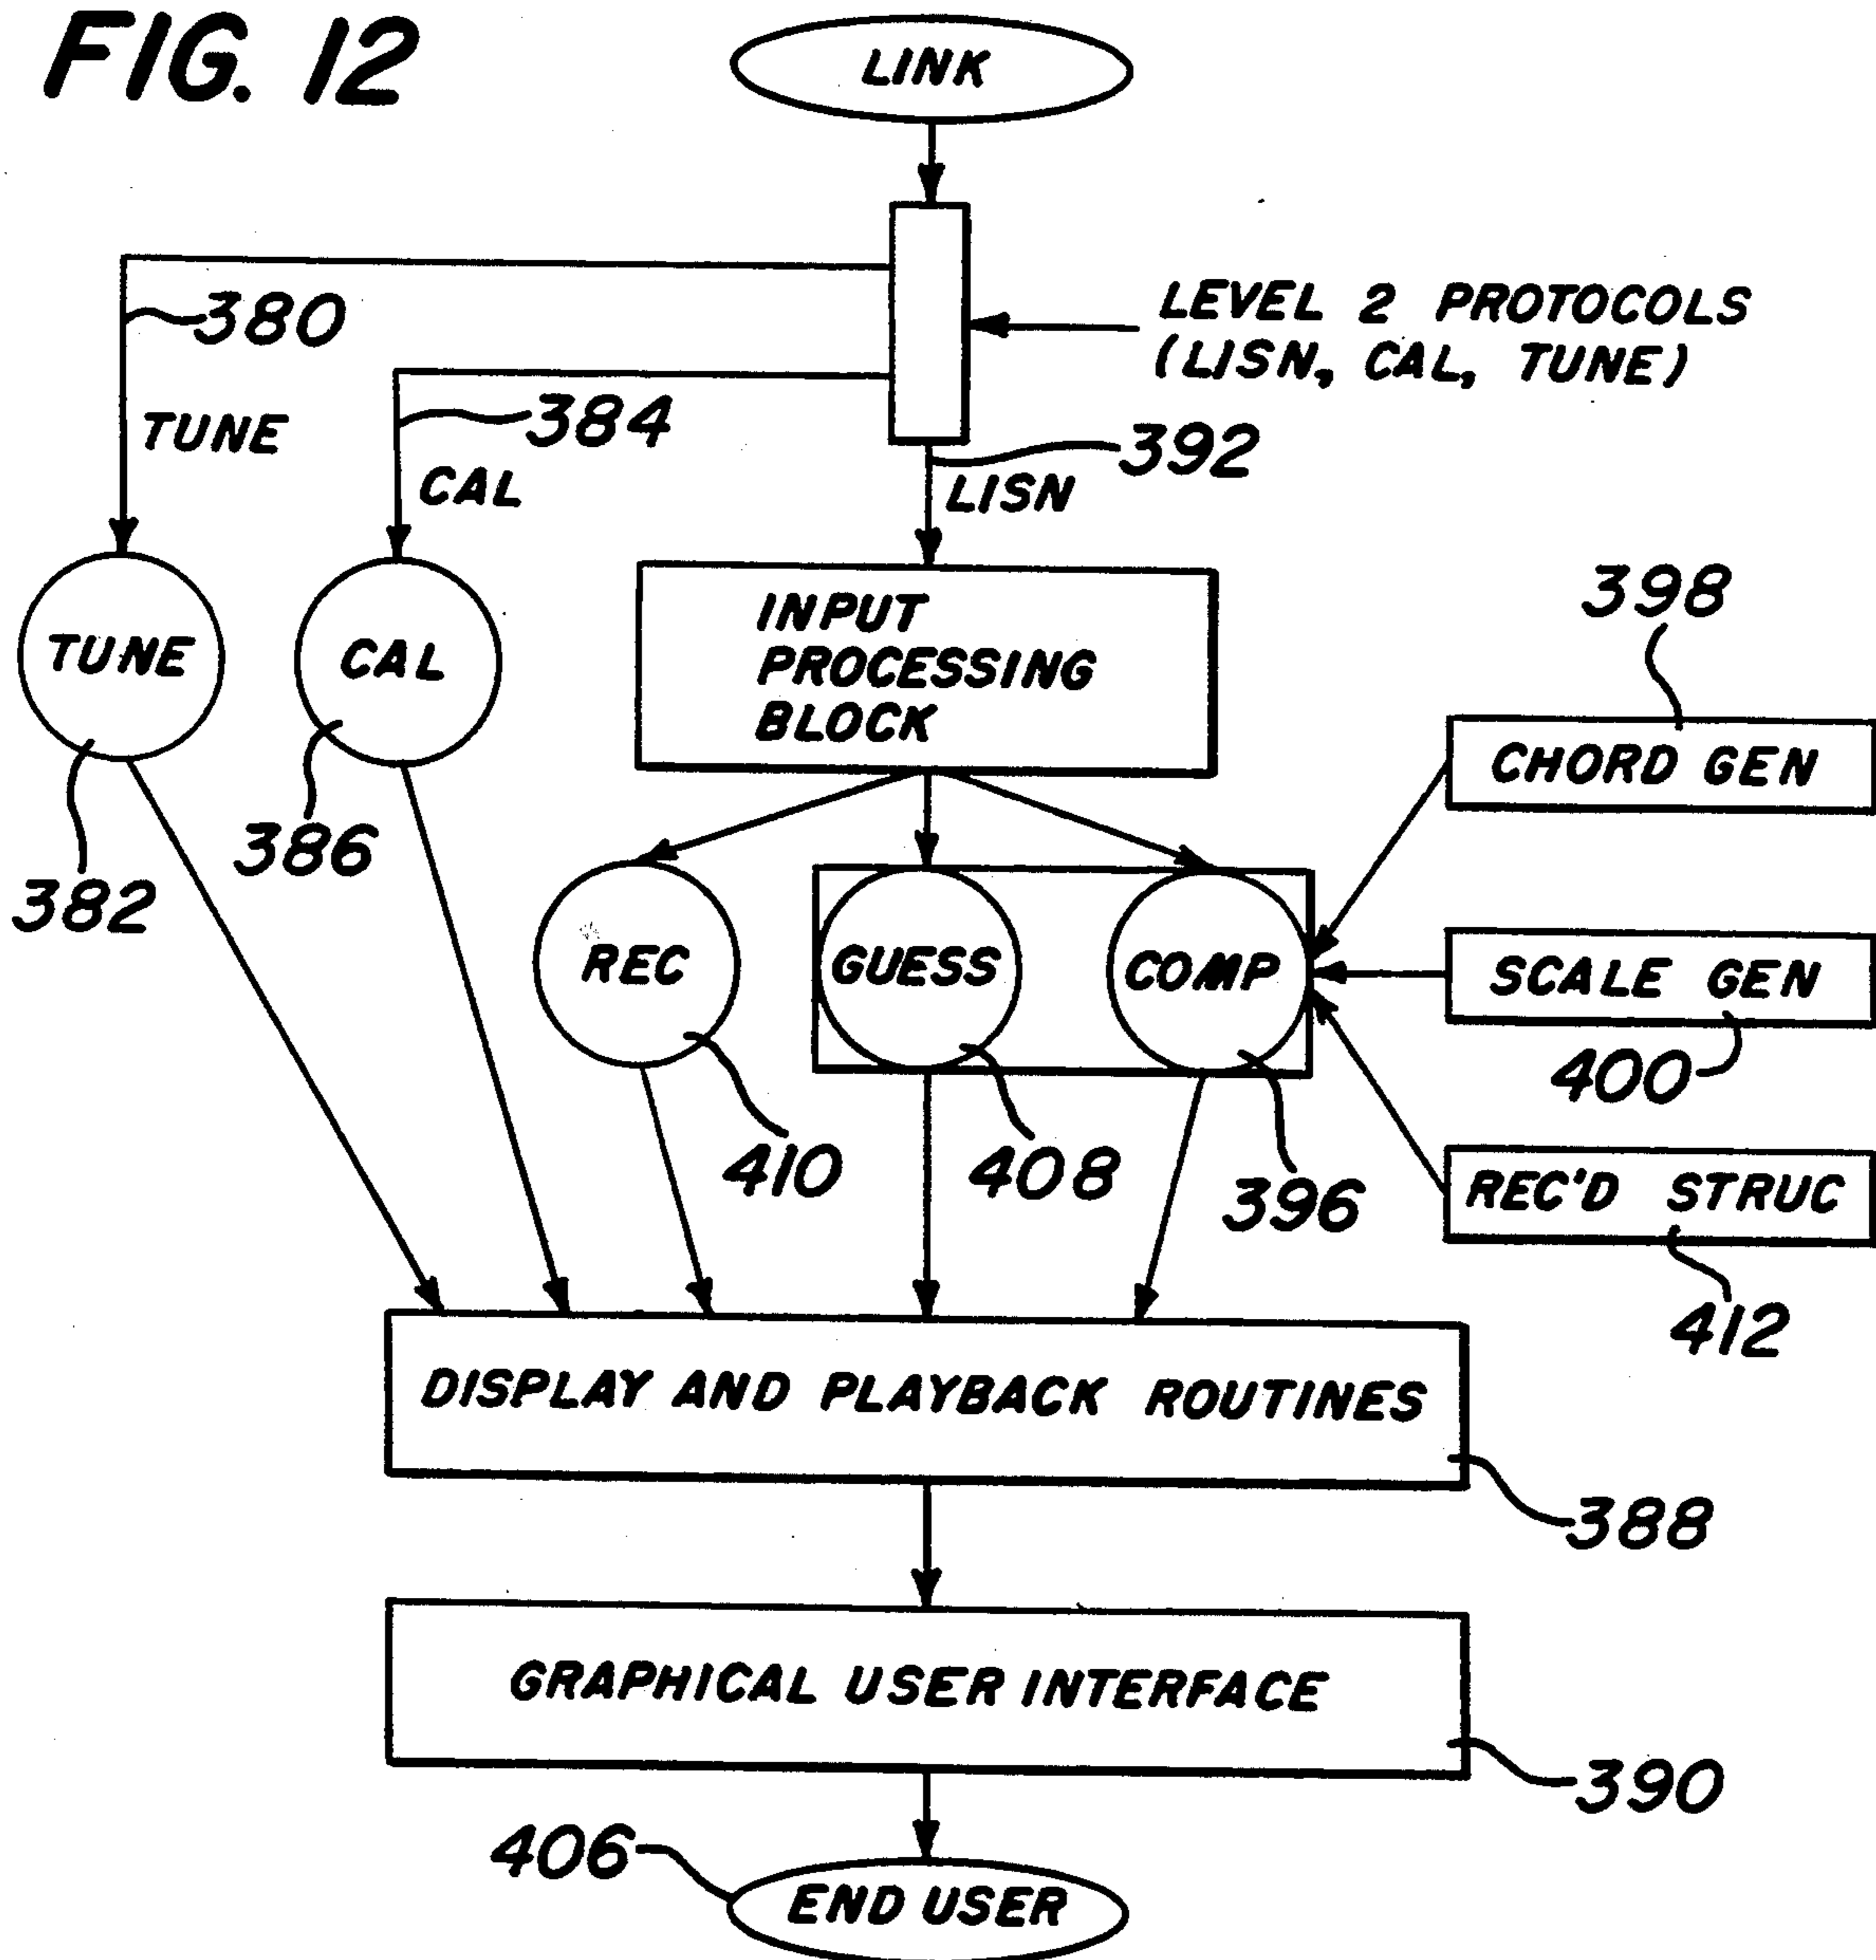 FIG. 12
LINK
380
LEVEL 2 PROTOCOLS
(LISN, CAL, TUNE)
TUNE
384
392
CAL
LISN
398
TUNE
CAL
INPUT
PROCESSING
BLOCK
CHORD GEN
386
382
REC
GUESS
COMP
SCALE GEN
400
410
408
396
REC'D STRUC
412
DISPLAY AND PLAYBACK ROUTINES
388
GRAPHICAL USER INTERFACE
390
406
END USER